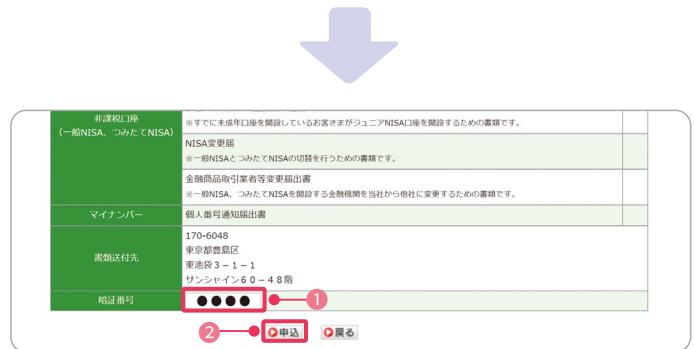 非課税口座
（一般NISA、つみたてNISA）
※すでに未成年口座を開設しているお客さまがジュニアNISA口座を開設するための書類です。
NISA変更届
※一般NISAとつみたてNISAの切替を行うための書類です。
金融商品取引業者等変更届出書
※一般NISA、つみたてNISAを開設する金融機関を当社から他社に変更するための書類です。
マイナンバー
個人番号通知届出書
書類送付先
170-6048
東京都豊島区
東池袋３－１－１
サンシャイン６０－４８階
暗証番号
●●●●
1
2
申込
戻る